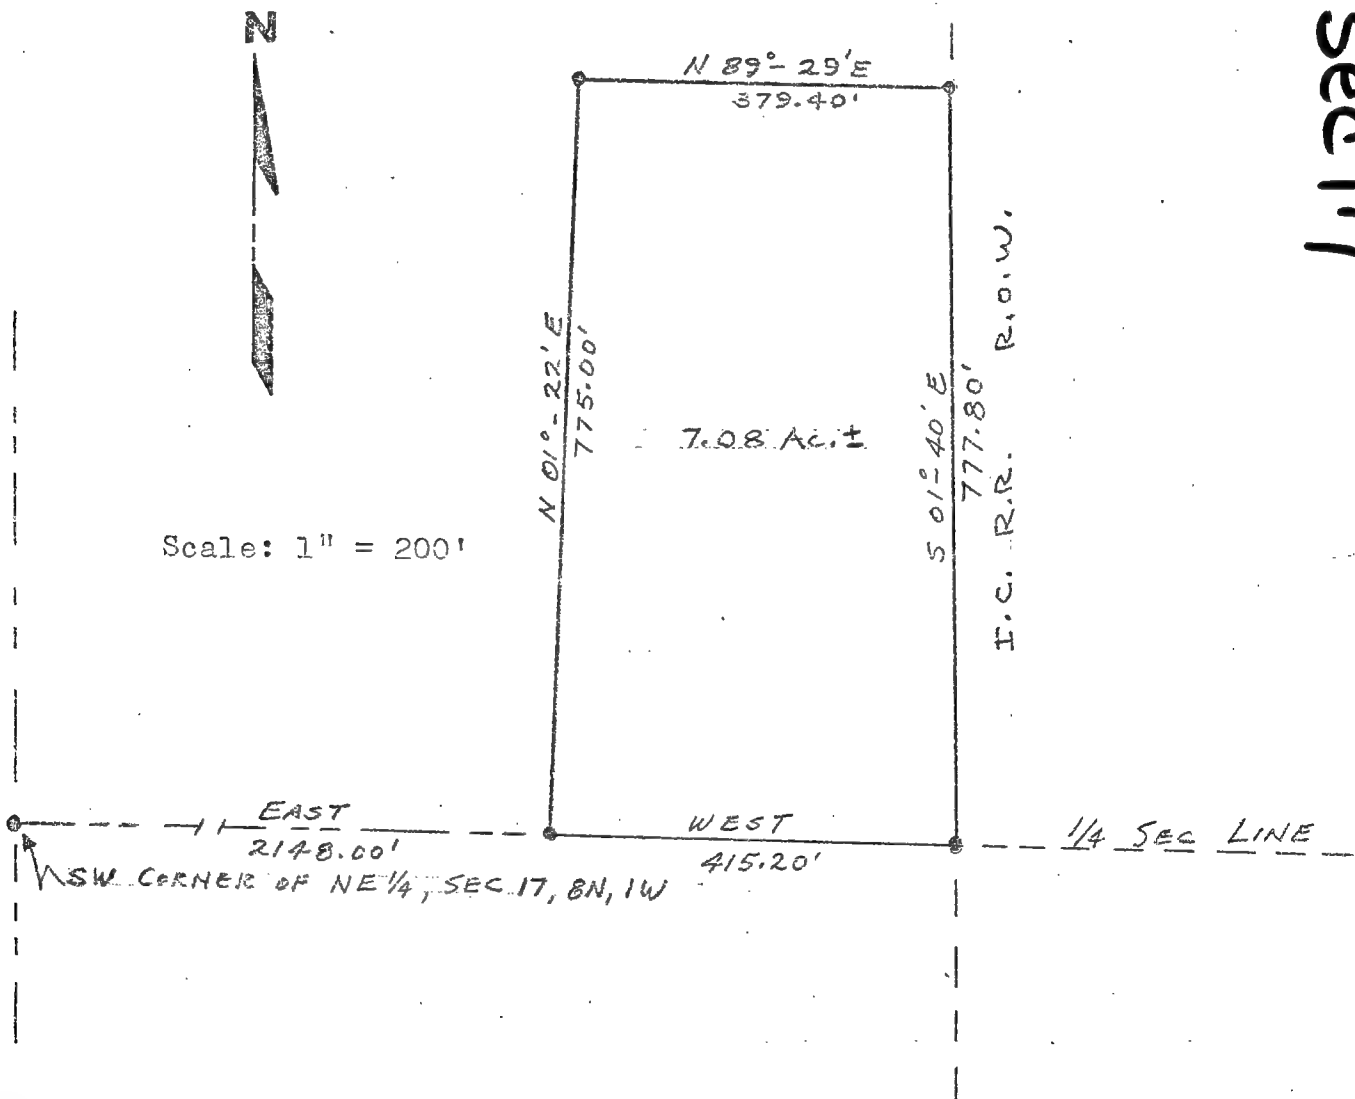 N
Sec 17
N 89°-29'E
379.40'
N 01°-22'E
775.00'
7.08 Ac.±
S 01°-40'E
777.80'
I.C. R.R. R.O.W.
Scale: 1" = 200'
EAST
2148.00'
WEST
415.20'
1/4 SEC LINE
SW CORNER OF NE 1/4, SEC 17, 8N, 1W